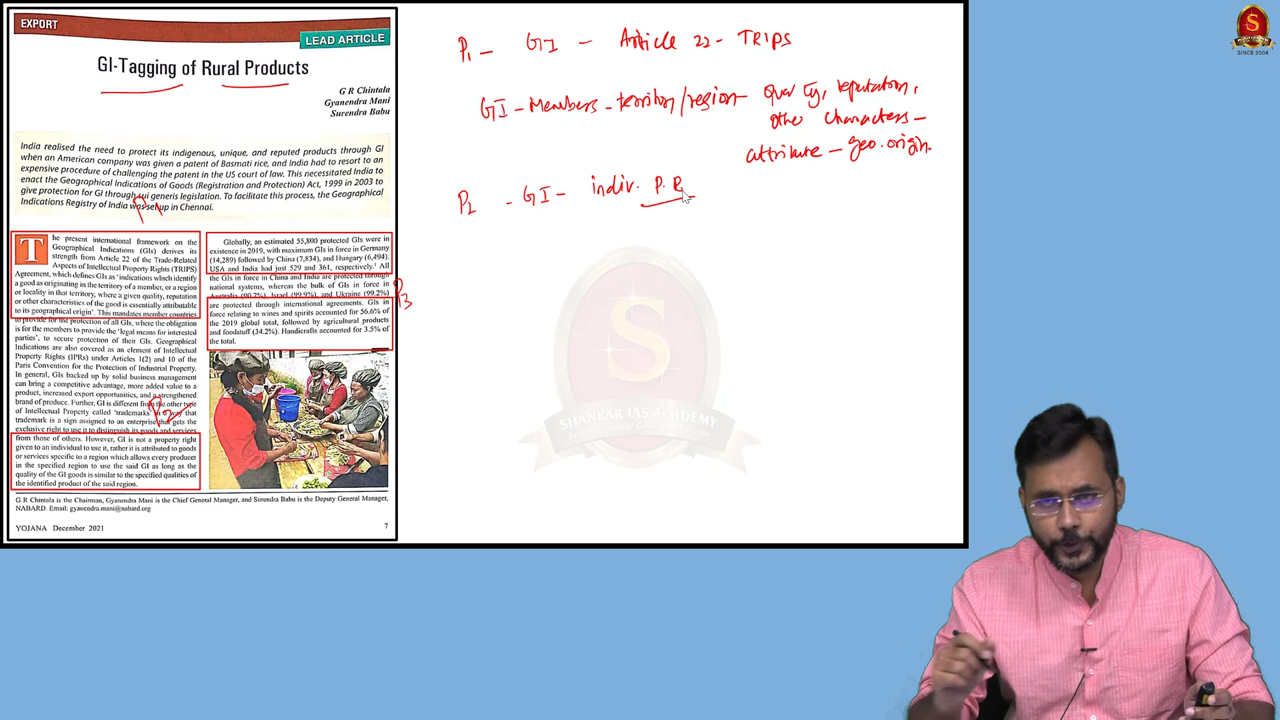 EXPORT
LEAD ARTICLE
GI-Tagging of Rural Products
G R Chintala
Gyanendra Mani
Surendra Babu
India realised the need to protect its indigenous, unique, and reputed products through GI
when an American company was given a patent of Basmati rice, and India had to resort to an
expensive procedure of challenging the patent in the US court of law. This necessitated India to
enact the Geographical Indications of Goods (Registration and Protection) Act, 1999 in 2003 to
give protection for GI through sui generis legislation. To facilitate this process, the Geographical
Indications Registry of India was setup in Chennai.
P1
The present international framework on the
Geographical Indications (GIs) derives its
strength from Article 22 of the Trade-Related
Aspects of Intellectual Property Rights (TRIPS)
Agreement, which defines GIs as 'indications which identify
a good as originating in the territory of a member, or a region
or locality in that territory, where a given quality, reputation
or other characteristics of the good is essentially attributable
to its geographical origin'. This mandates member countries
to provide for the protection of all GIs, where the obligation
is for the members to provide the 'legal means for interested
parties', to secure protection of their GIs. Geographical
Indications are also covered as an element of Intellectual
Property Rights (IPRs) under Articles 1(2) and 10 of the
Paris Convention for the Protection of Industrial Property.
In general, GIs backed up by solid business management
can bring a competitive advantage, more added value to a
product, increased export opportunities, and a strengthened
brand of produce. Further, GI is different from the other type
of Intellectual Property called 'trademarks' in way that
trademark is a sign assigned to an enterprise that gets the
exclusive right to use it to distinguish its goods and services
from those of others. However, GI is not a property right
given to an individual to use it, rather it is attributed to goods
or services specific to a region which allows every producer
in the specified region to use the said GI as long as the
quality of the GI goods is similar to the specified qualities of
the identified product of the said region.
P2
Globally, an estimated 55,800 protected GIs were in
existence in 2019, with maximum GIs in force in Germany
(14,289) followed by China (7,834), and Hungary (6,494).
USA and India had just 529 and 361, respectively.¹ All
the GIs in force in China and India are protected through
national systems, whereas the bulk of GIs in force in
Australia (90.7%), Israel (99.9%), and Ukraine (99.2%)
are protected through international agreements. GIs in
force relating to wines and spirits accounted for 56.6% of
the 2019 global total, followed by agricultural products
and foodstuff (34.2%). Handicrafts accounted for 3.5% of
the total.
P3
G R Chintala is the Chairman, Gyanendra Mani is the Chief General Manager, and Surendra Babu is the Deputy General Manager,
NABARD. Email: gyanendra.mani@nabard.org
YOJANA December 2021
7
P1 - GI - Article 22 - TRIPS
GI - Members - territory/region - quality, reputation,
other characters -
attribute - geo. origin.
P2 - GI - indiv. P.R
S
SHANKAR IAS ACADEMY
S
SINCE 2004